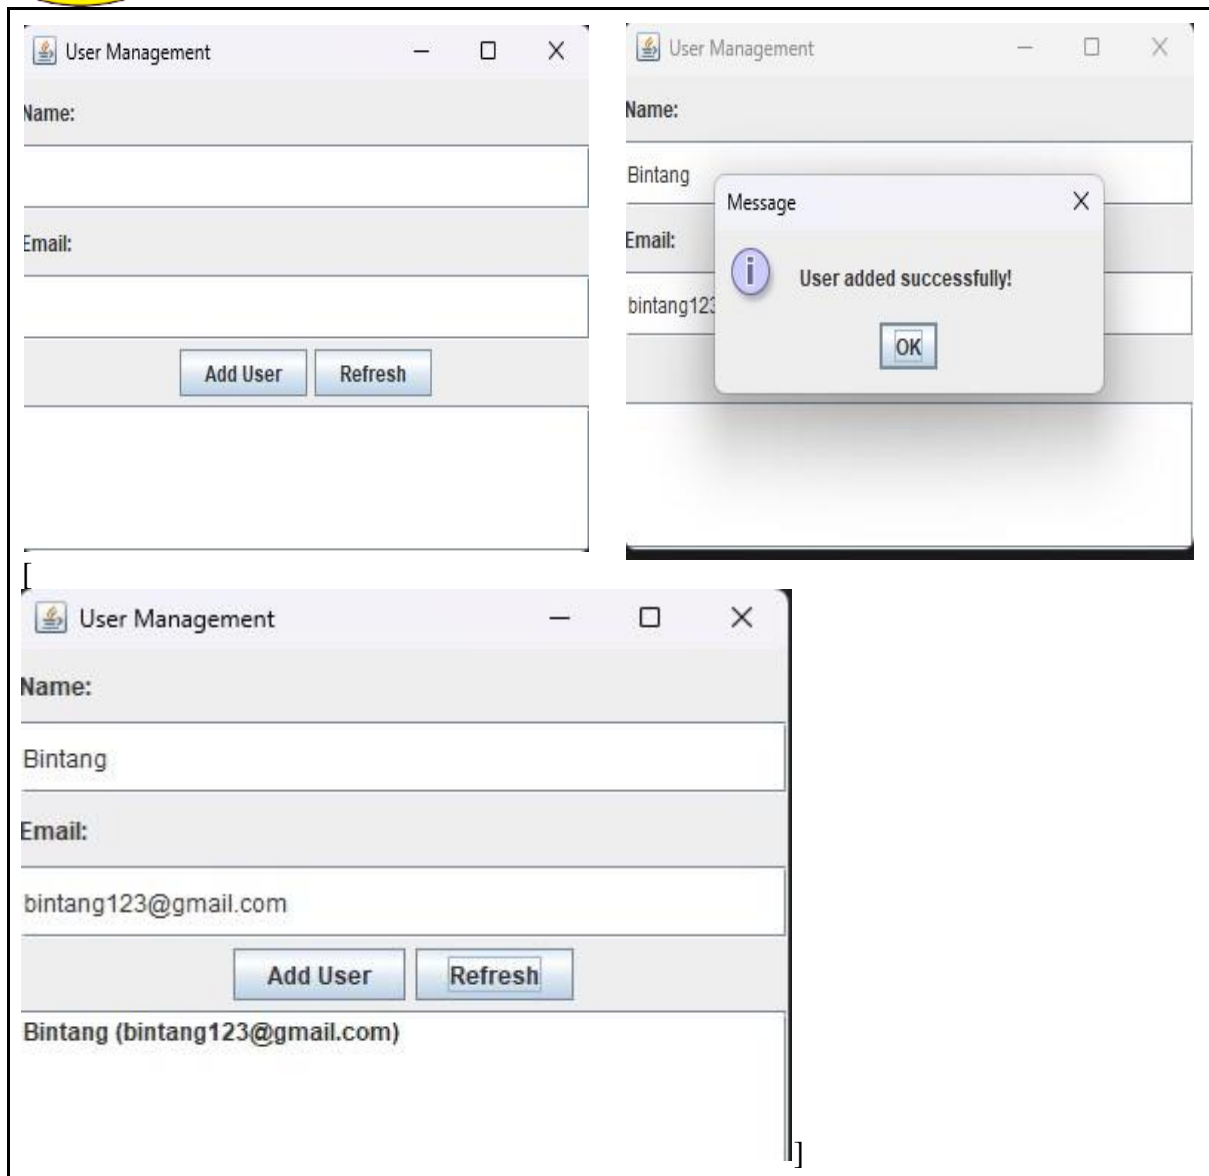 User Management
Name:
Email:
Add User Refresh
User Management
Name:
Bintang
Message
Email:
User added successfully!
bintang123
OK
[
User Management
Name:
Bintang
Email:
bintang123@gmail.com
Add User Refresh
Bintang (bintang123@gmail.com)
]